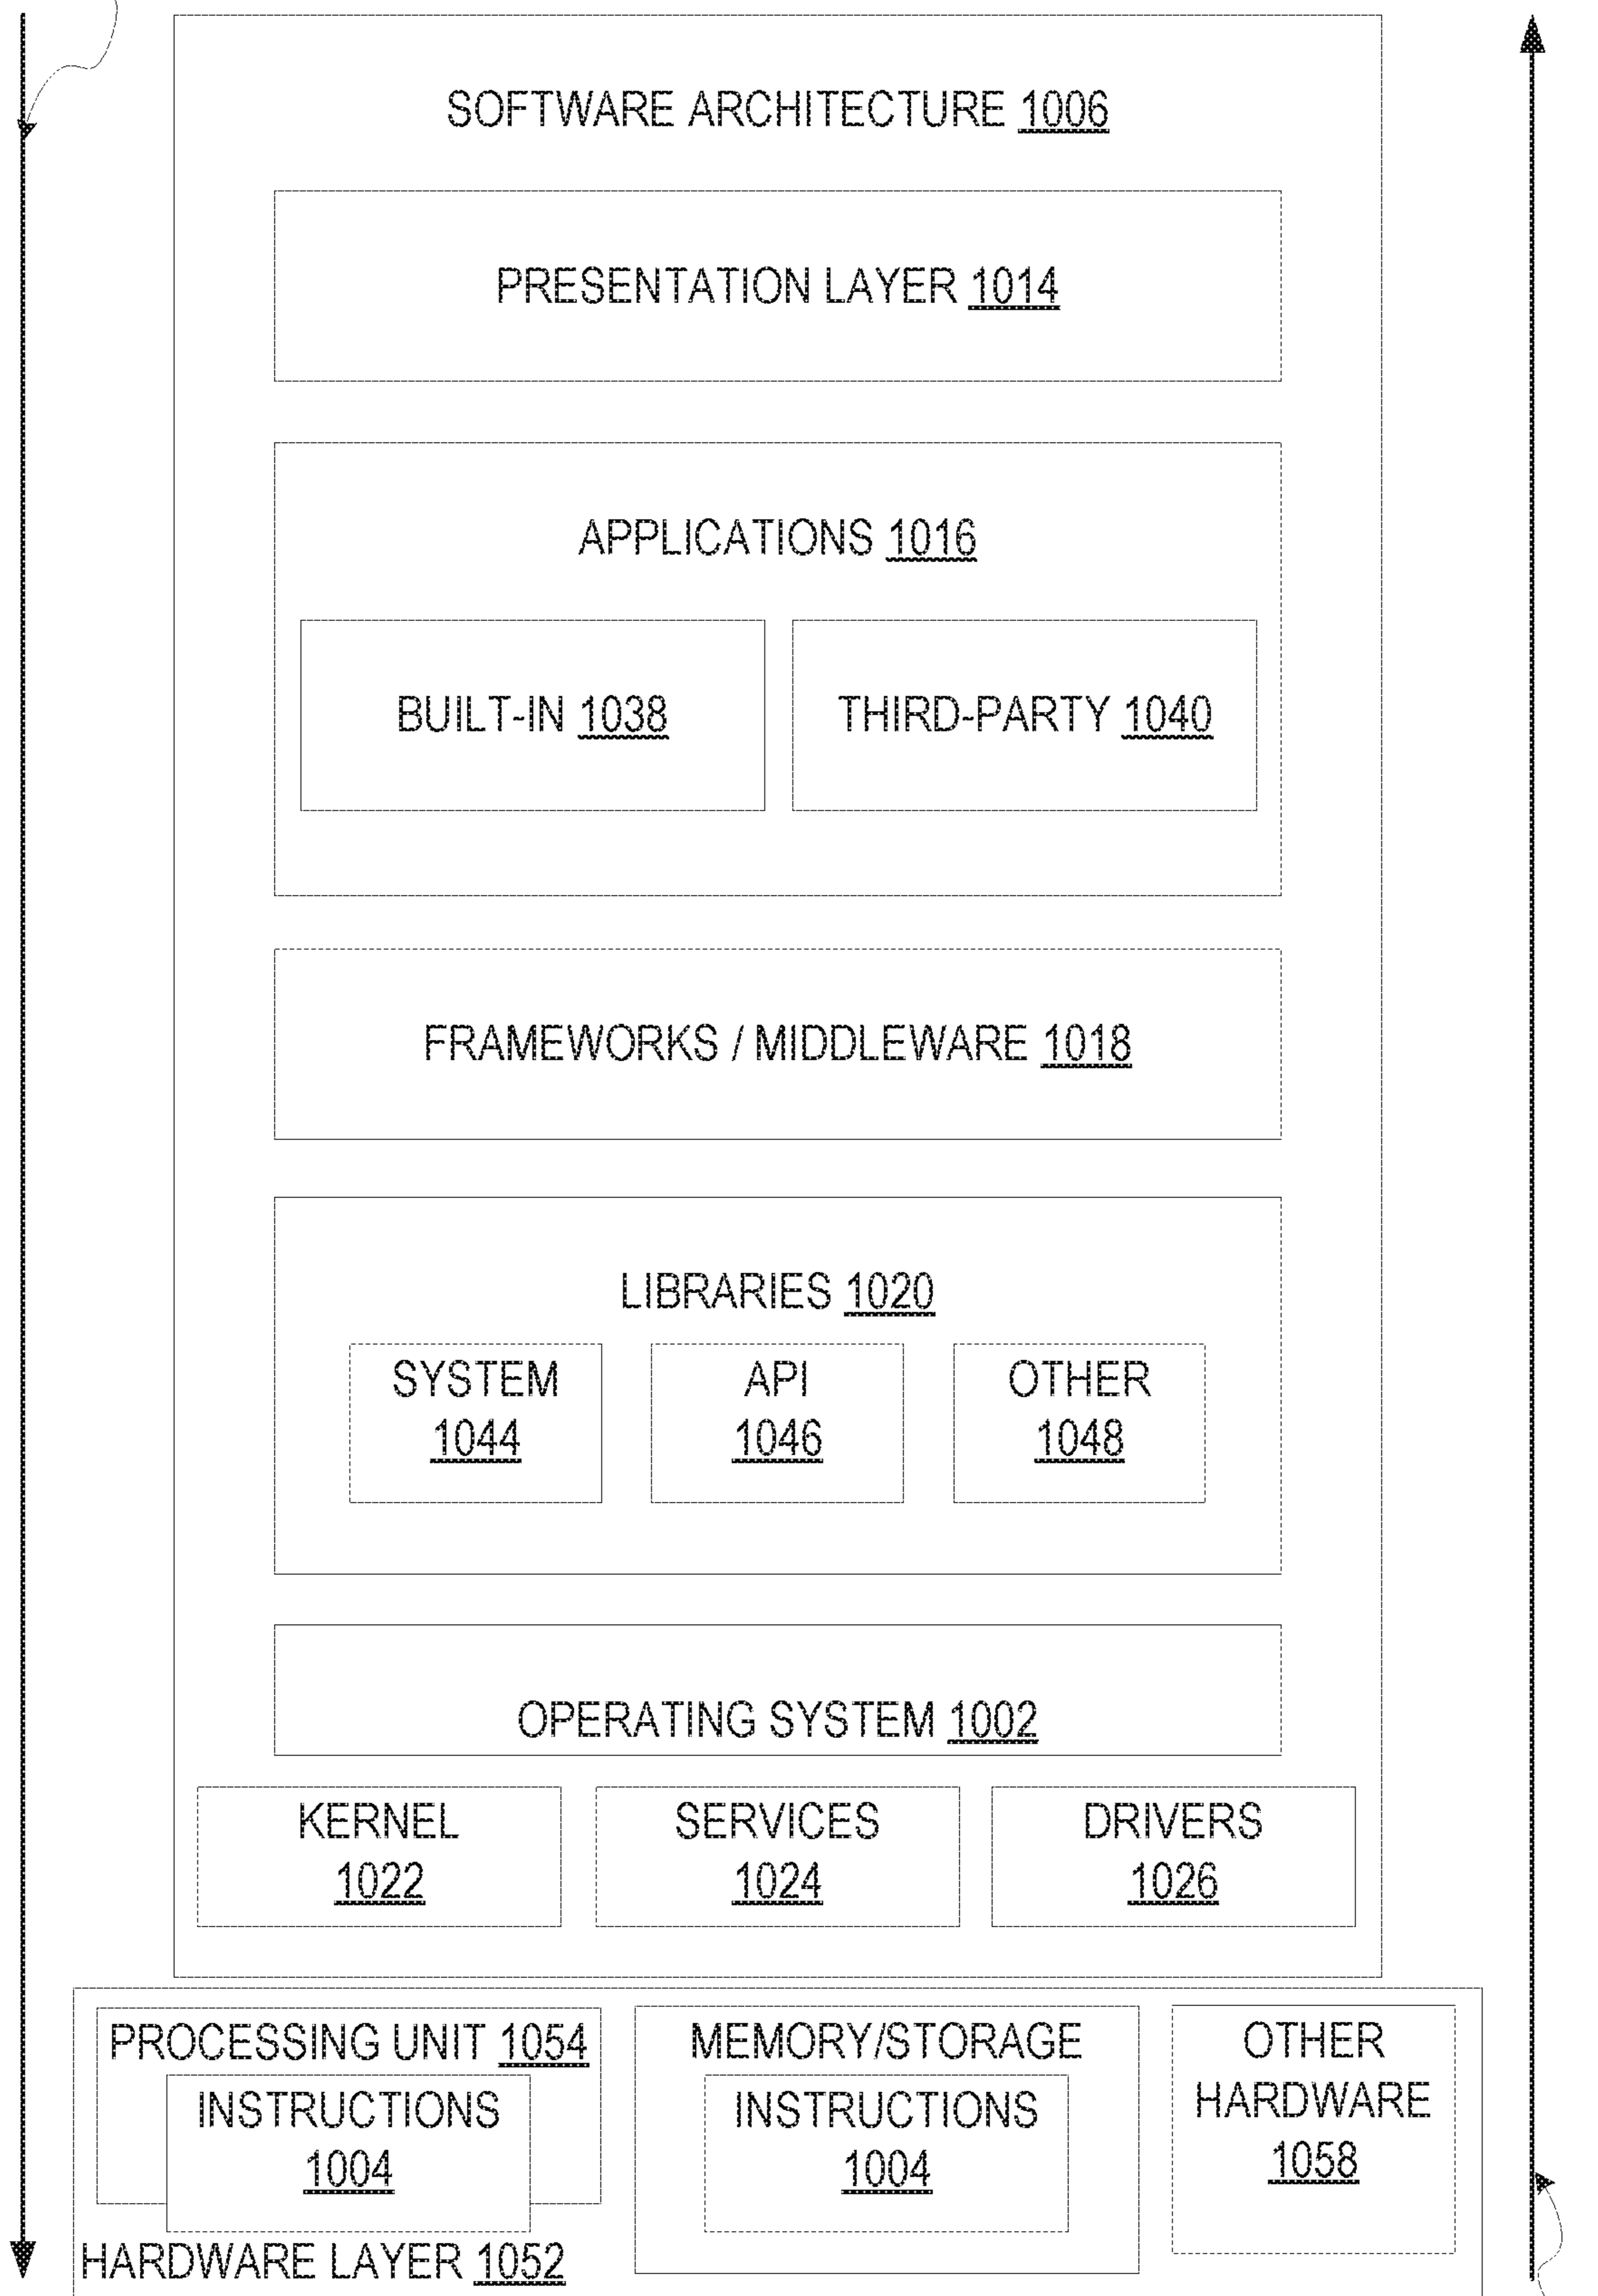 SOFTWARE ARCHITECTURE 1006
PRESENTATION LAYER 1014
APPLICATIONS 1016
BUILT-IN 1038
THIRD-PARTY 1040
FRAMEWORKS / MIDDLEWARE 1018
LIBRARIES 1020
SYSTEM
1044
API
1046
OTHER
1048
OPERATING SYSTEM 1002
KERNEL
1022
SERVICES
1024
DRIVERS
1026
PROCESSING UNIT 1054
INSTRUCTIONS
1004
MEMORY/STORAGE
INSTRUCTIONS
1004
OTHER
HARDWARE
1058
HARDWARE LAYER 1052